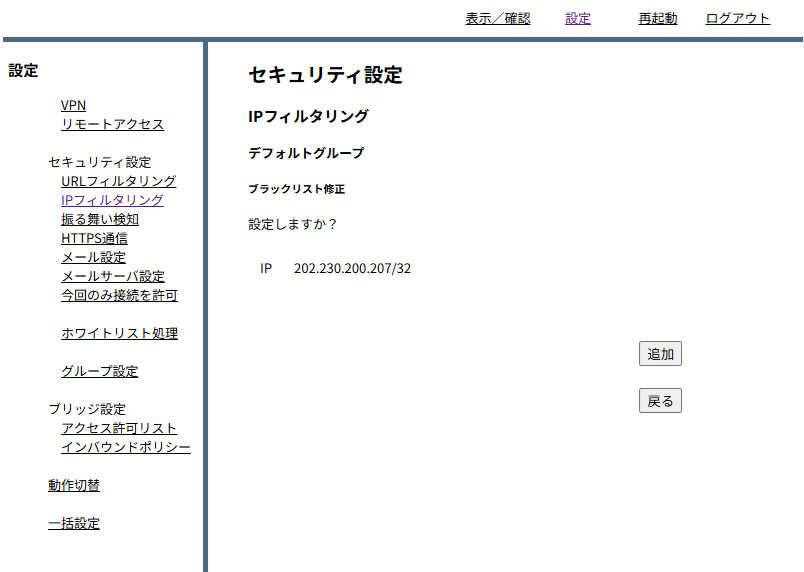 表示／確認 設定 再起動 ログアウト
設定
VPN
リモートアクセス
セキュリティ設定
URLフィルタリング
IPフィルタリング
振る舞い検知
HTTPS通信
メール設定
メールサーバ設定
今回のみ接続を許可
ホワイトリスト処理
グループ設定
ブリッジ設定
アクセス許可リスト
インバウンドポリシー
動作切替
一括設定
セキュリティ設定
IPフィルタリング
デフォルトグループ
ブラックリスト修正
設定しますか？
IP 202.230.200.207/32
追加
戻る